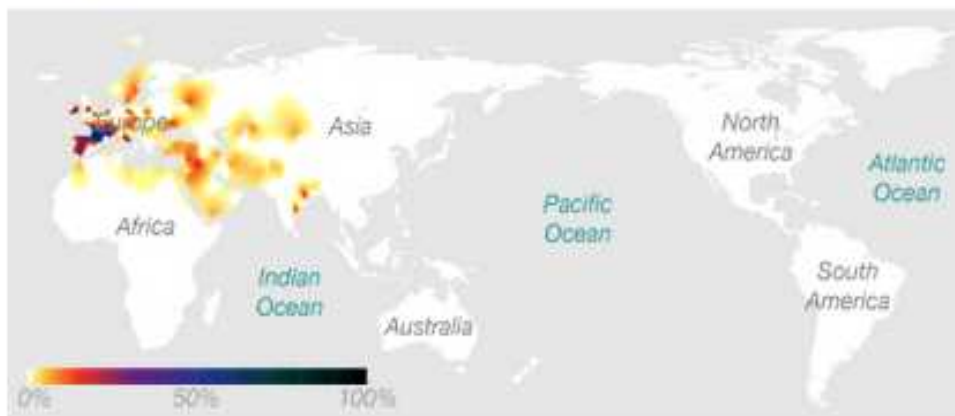 Europe
Asia
North
America
Atlantic
Ocean
Africa
Pacific
Ocean
Indian
Ocean
South
America
Australia
0%
50%
100%